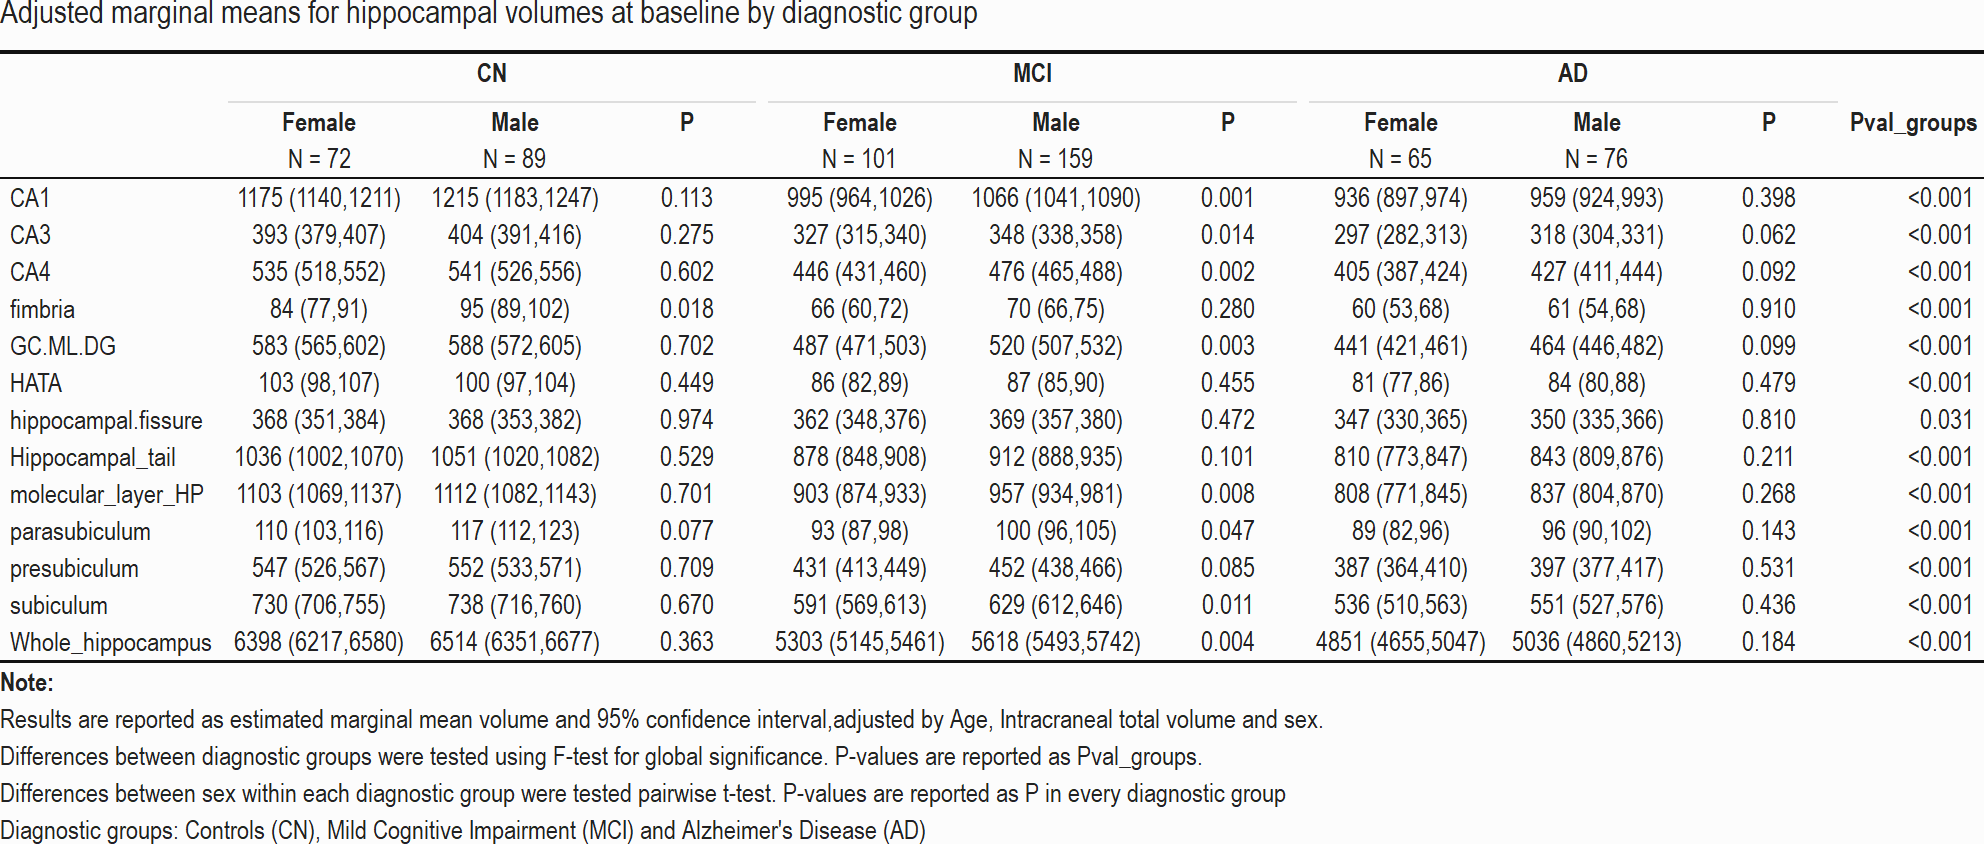 Adjusted marginal means for hippocampal volumes at baseline by diagnostic group
CN MCI AD
Female Male P Female Male P Female Male P Pval_groups
N = 72 N = 89 N = 101 N = 159 N = 65 N = 76
CA1 1175 (1140,1211) 1215 (1183,1247) 0.113 995 (964,1026) 1066 (1041,1090) 0.001 936 (897,974) 959 (924,993) 0.398 <0.001
CA3 393 (379,407) 404 (391,416) 0.275 327 (315,340) 348 (338,358) 0.014 297 (282,313) 318 (304,331) 0.062 <0.001
CA4 535 (518,552) 541 (526,556) 0.602 446 (431,460) 476 (465,488) 0.002 405 (387,424) 427 (411,444) 0.092 <0.001
fimbria 84 (77,91) 95 (89,102) 0.018 66 (60,72) 70 (66,75) 0.280 60 (53,68) 61 (54,68) 0.910 <0.001
GC.ML.DG 583 (565,602) 588 (572,605) 0.702 487 (471,503) 520 (507,532) 0.003 441 (421,461) 464 (446,482) 0.099 <0.001
HATA 103 (98,107) 100 (97,104) 0.449 86 (82,89) 87 (85,90) 0.455 81 (77,86) 84 (80,88) 0.479 <0.001
hippocampal.fissure 368 (351,384) 368 (353,382) 0.974 362 (348,376) 369 (357,380) 0.472 347 (330,365) 350 (335,366) 0.810 0.031
Hippocampal_tail 1036 (1002,1070) 1051 (1020,1082) 0.529 878 (848,908) 912 (888,935) 0.101 810 (773,847) 843 (809,876) 0.211 <0.001
molecular_layer_HP 1103 (1069,1137) 1112 (1082,1143) 0.701 903 (874,933) 957 (934,981) 0.008 808 (771,845) 837 (804,870) 0.268 <0.001
parasubiculum 110 (103,116) 117 (112,123) 0.077 93 (87,98) 100 (96,105) 0.047 89 (82,96) 96 (90,102) 0.143 <0.001
presubiculum 547 (526,567) 552 (533,571) 0.709 431 (413,449) 452 (438,466) 0.085 387 (364,410) 397 (377,417) 0.531 <0.001
subiculum 730 (706,755) 738 (716,760) 0.670 591 (569,613) 629 (612,646) 0.011 536 (510,563) 551 (527,576) 0.436 <0.001
Whole_hippocampus 6398 (6217,6580) 6514 (6351,6677) 0.363 5303 (5145,5461) 5618 (5493,5742) 0.004 4851 (4655,5047) 5036 (4860,5213) 0.184 <0.001
Note:
Results are reported as estimated marginal mean volume and 95% confidence interval,adjusted by Age, Intracraneal total volume and sex.
Differences between diagnostic groups were tested using F-test for global significance. P-values are reported as Pval_groups.
Differences between sex within each diagnostic group were tested pairwise t-test. P-values are reported as P in every diagnostic group
Diagnostic groups: Controls (CN), Mild Cognitive Impairment (MCI) and Alzheimer's Disease (AD)